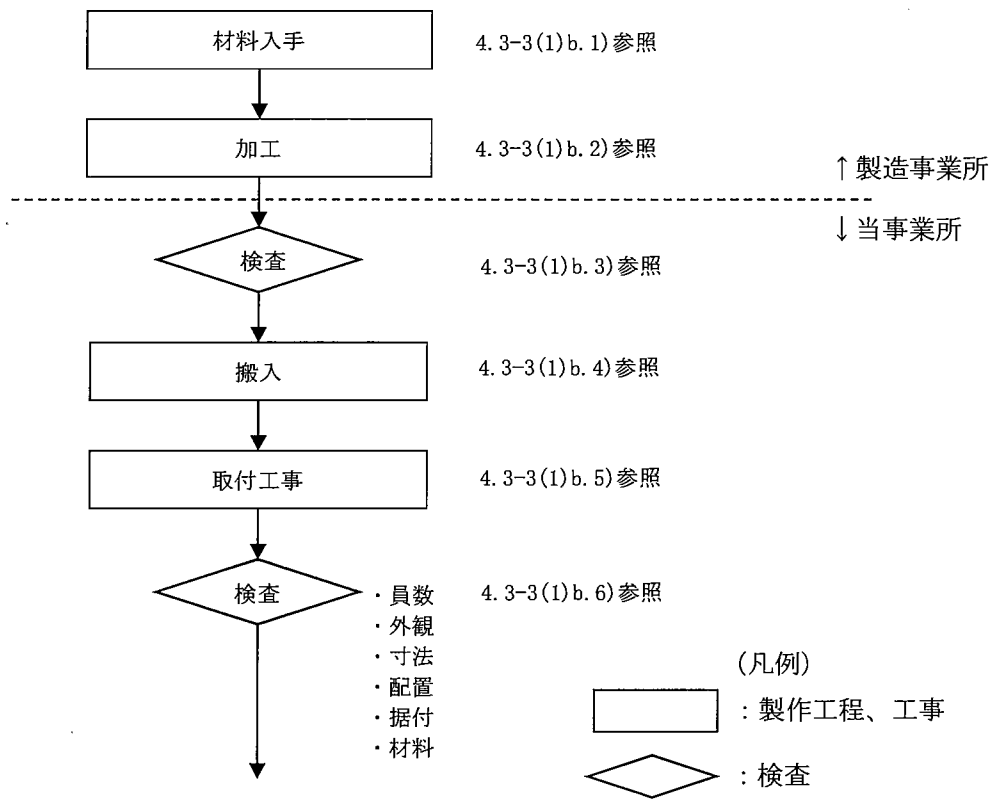 材料入手
4.3-3(1)b.1)参照
加工
4.3-3(1)b.2)参照
↑製造事業所
↓当事業所
検査
4.3-3(1)b.3)参照
搬入
4.3-3(1)b.4)参照
取付工事
4.3-3(1)b.5)参照
検査
4.3-3(1)b.6)参照
・員数
・外観
・寸法
・配置
・据付
・材料
(凡例)
：製作工程、工事
：検査